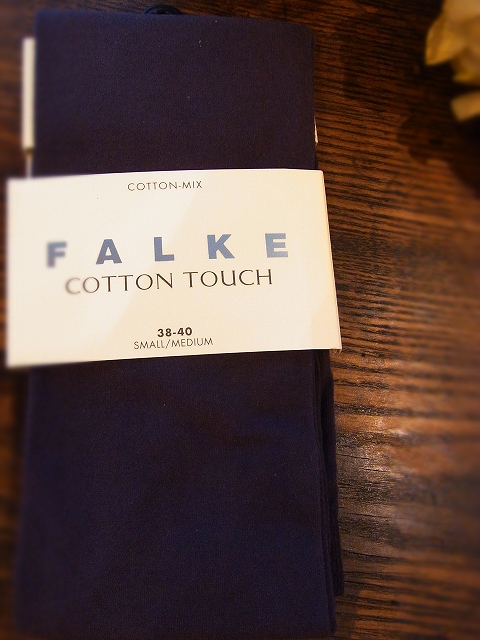 COTTON-MIX
FALKE
COTTON TOUCH
38-40
SMALL/MEDIUM